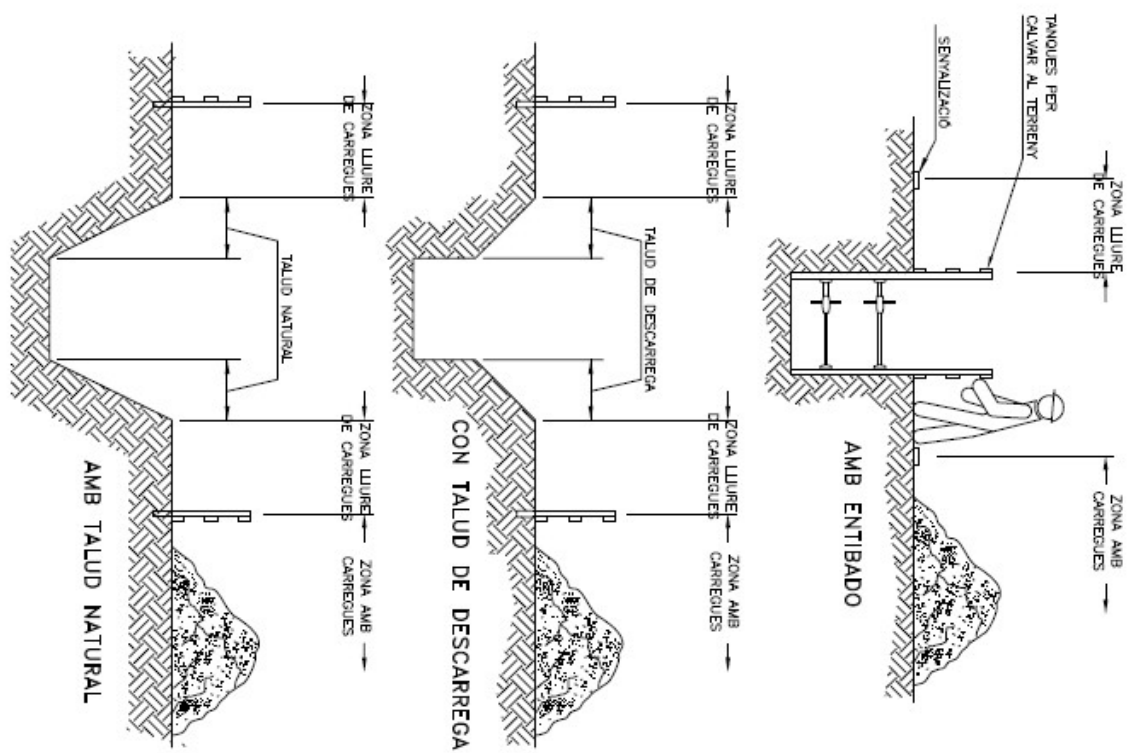 TANQUES PER
CALVAR AL TERRENY
SENYALIZACIÓ
ZONA LLIURE
DE CARREGUES
ZONA AMB
CARREGUES
AMB ENTIBADO
ZONA LLIURE
DE CARREGUES
TALUD DE DESCARREGA
ZONA LLIURE
DE CARREGUES
ZONA AMB
CARREGUES
CON TALUD DE DESCARREGA
ZONA LLIURE
DE CARREGUES
TALUD NATURAL
ZONA LLIURE
DE CARREGUES
ZONA AMB
CARREGUES
AMB TALUD NATURAL